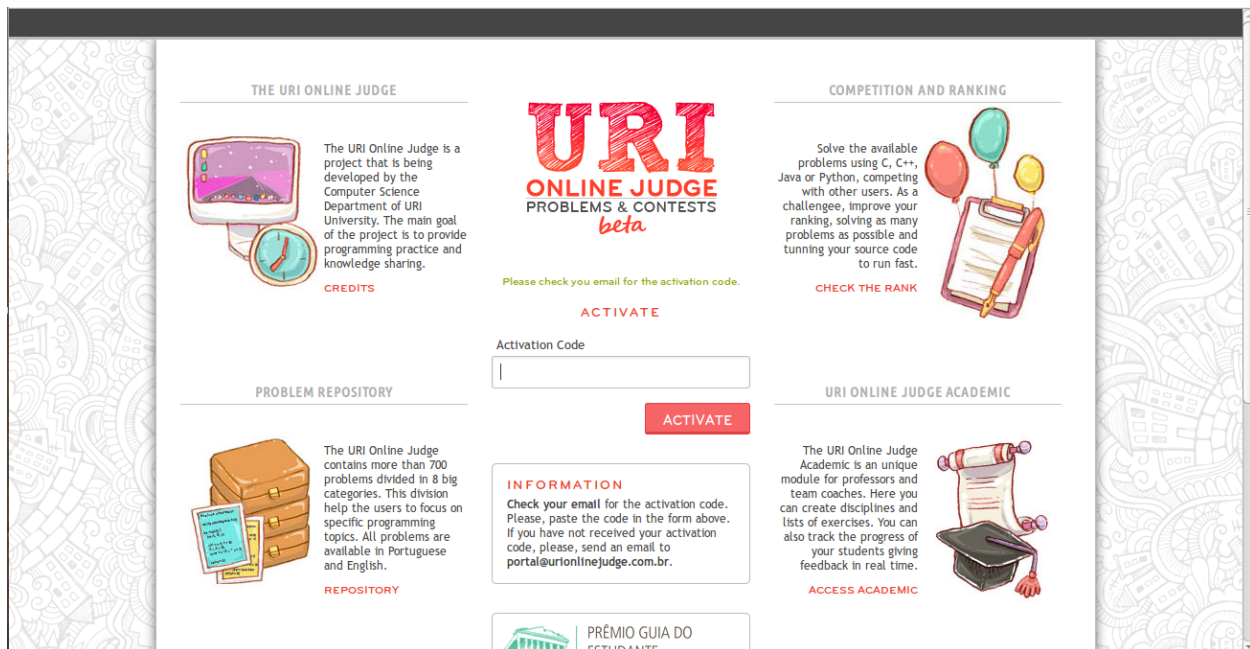 THE URI ONLINE JUDGE
The URI Online Judge is a
project that is being
developed by the
Computer Science
Department of URI
University. The main goal
of the project is to provide
programming practice and
knowledge sharing.
CREDITS
PROBLEM REPOSITORY
The URI Online Judge
contains more than 700
problems divided in 8 big
categories. This division
help the users to focus on
specific programming
topics. All problems are
available in Portuguese
and English.
REPOSITORY
URI
ONLINE JUDGE
PROBLEMS & CONTESTS
beta
Please check you email for the activation code.
ACTIVATE
Activation Code
ACTIVATE
INFORMATION
Check your email for the activation code.
Please, paste the code in the form above.
If you have not received your activation
code, please, send an email to
portal@urionlinejudge.com.br.
PRÊMIO GUIA DO
ESTUDANTE
COMPETITION AND RANKING
Solve the available
problems using C, C++,
Java or Python, competing
with other users. As a
challengee, improve your
ranking, solving as many
problems as possible and
tunning your source code
to run fast.
CHECK THE RANK
URI ONLINE JUDGE ACADEMIC
The URI Online Judge
Academic is an unique
module for professors and
team coaches. Here you
can create disciplines and
lists of exercises. You can
also track the progress of
your students giving
feedback in real time.
ACCESS ACADEMIC